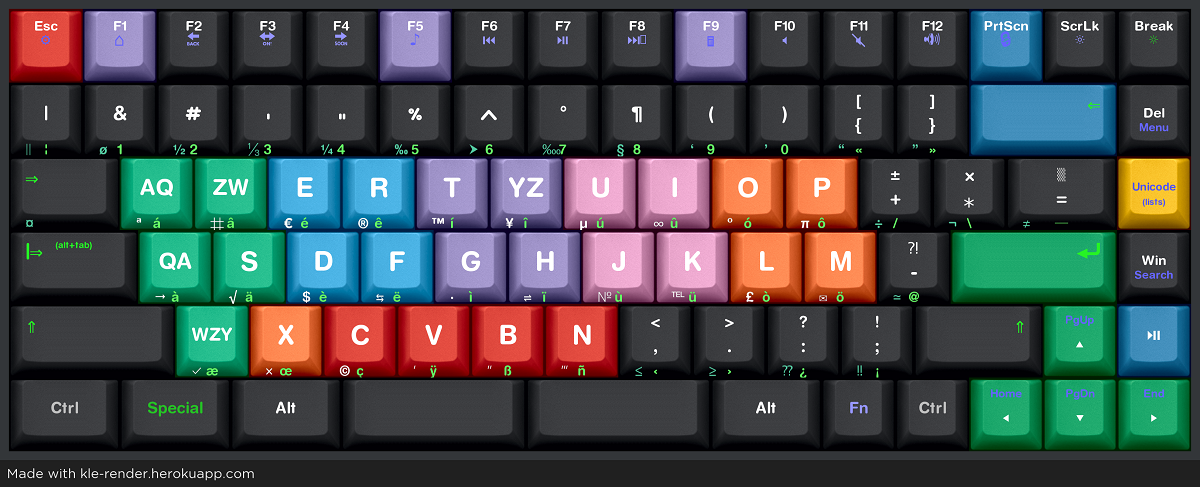 Esc F1 F2 F3 F4 F5 F6 F7 F8 F9 F10 F11 F12 PrtScn ScrLk Break
BACK ON! SOON
| & # ' " % ^ ° ¶ ( ) [ { ] } Del
Menu
‖ ¦ ø 1 ½ 2 ⅓ 3 ¼ 4 ‰ 5 ➤ 6 ‱ 7 § 8 ‘ 9 ’ 0 “ « ” » ⇐
⇒ AQ ZW E R T YZ U I O P ± + × * ▒ = Unicode
(lists)
¤ ª á ⌗ â € é ® ê ™ í ¥ î µ ú ∞ û º ó π ô ÷ / ¬ \ ≠ —
⇒ (alt+tab) QA S D F G H J K L M ?! - Win
Search
→ à √ ä $ è ⇆ ë · ì ⇌ ï № ù TEL ü £ ò ✉ ö ≃ @
⇑ WZY X C V B N < , > . ? : ! ; ⇑ PgUp
✓ æ × œ © ç ′ ÿ ″ ß ‴ ñ ≤ ‹ ≥ › ⁇ ¿ ‼ ¡
Ctrl Special Alt Alt Fn Ctrl Home PgDn End
Made with kle-render.herokuapp.com